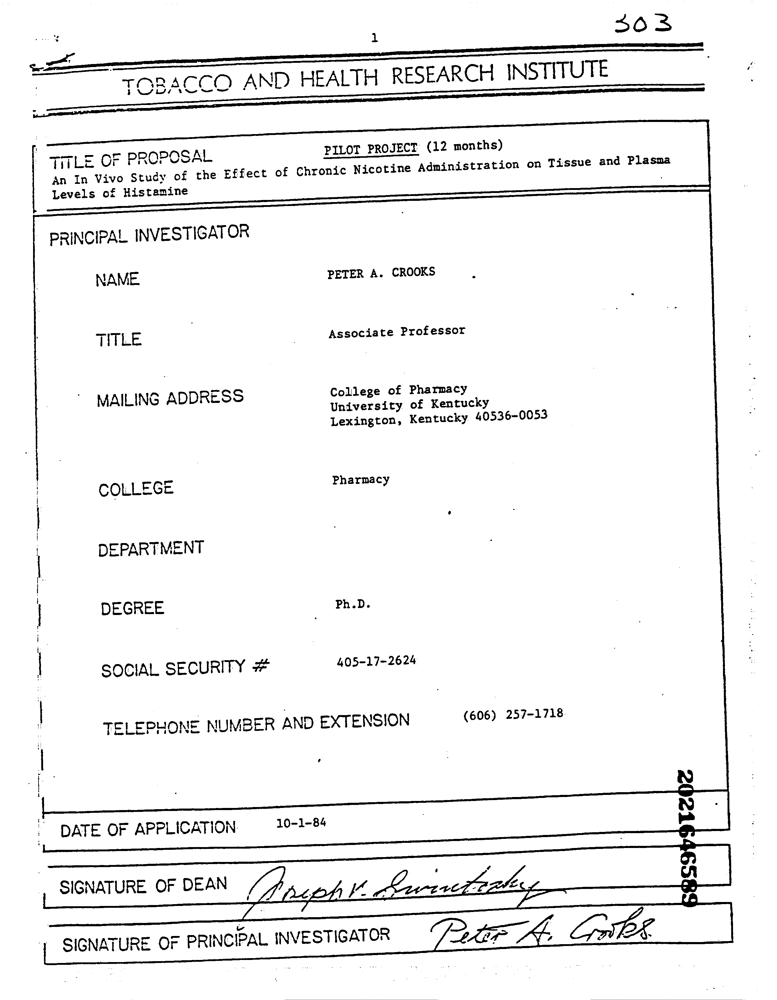 303
1
TOBACCO AND HEALTH RESEARCH INSTITUTE
TITLE OF PROPOSAL PILOT PROJECT (12 months)
An In Vivo Study of the Effect of Chronic Nicotine Administration on Tissue and Plasma
Levels of Histamine
PRINCIPAL INVESTIGATOR
NAME PETER A. CROOKS
TITLE Associate Professor
MAILING ADDRESS College of Pharmacy
University of Kentucky
Lexington, Kentucky 40536-0053
COLLEGE Pharmacy
DEPARTMENT
DEGREE Ph.D.
SOCIAL SECURITY # 405-17-2624
TELEPHONE NUMBER AND EXTENSION (606) 257-1718
2021646589
DATE OF APPLICATION 10-1-84
SIGNATURE OF DEAN Joseph V. Swintosky
SIGNATURE OF PRINCIPAL INVESTIGATOR Peter A. Crooks